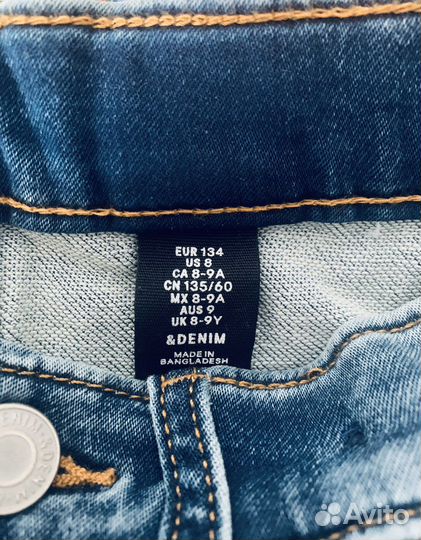 EUR 134
US 8
CA 8-9A
CN 135/60
MX 8-9A
AUS 9
UK 8-9Y
&DENIM
MADE IN
BANGLADESH
Avito